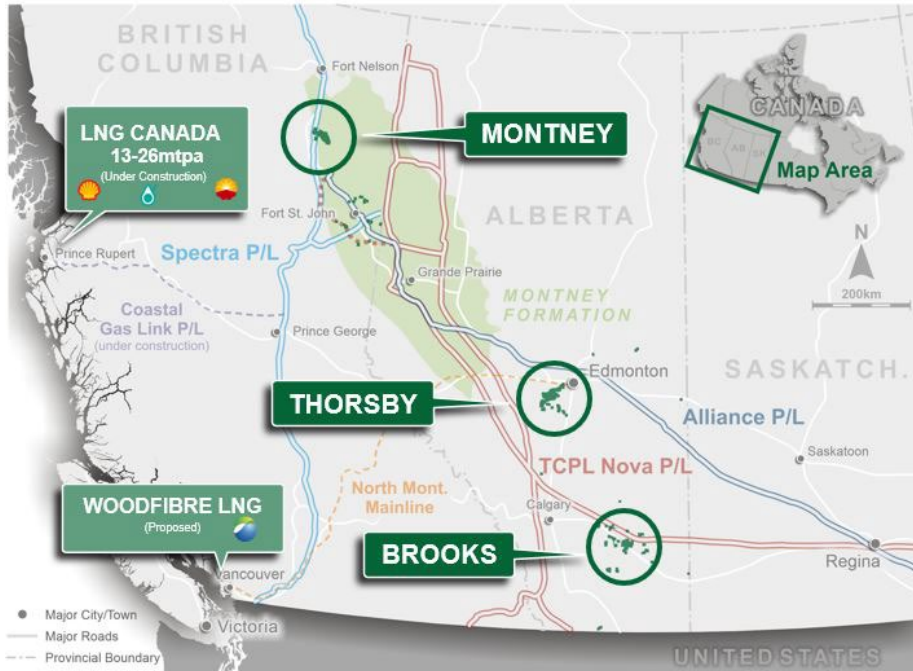 BRITISH
COLUMBIA
Fort Nelson
LNG CANADA
13-26mtpa
(Under Construction)
MONTNEY
CANADA
BC
AB
SK
Map Area
Fort St. John
ALBERTA
N
200km
Prince Rupert
Spectra P/L
Grande Prairie
MONTNEY
FORMATION
Coastal
Gas Link P/L
(under construction)
Prince George
Edmonton
SASKATCH.
THORSBY
Alliance P/L
Saskatoon
TCPL Nova P/L
North Mont.
Mainline
Calgary
WOODFIBRE LNG
(Proposed)
BROOKS
Regina
Vancouver
Victoria
Major City/Town
Major Roads
Provincial Boundary
UNITED STATES